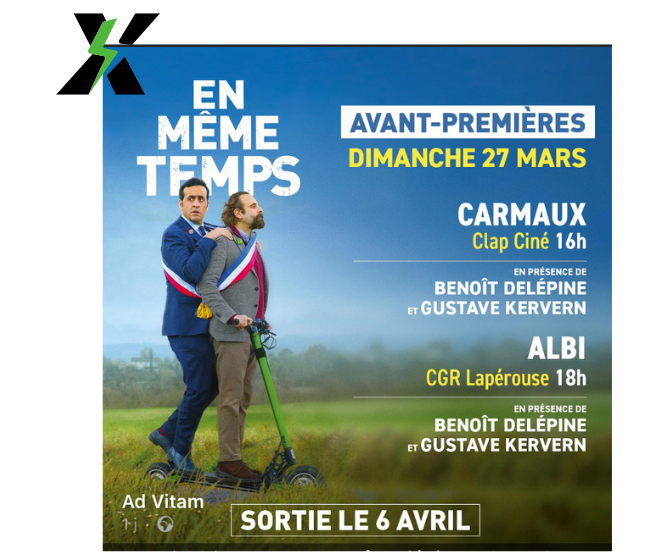 X
EN
MÊME
TEMPS
AVANT-PREMIÈRES
DIMANCHE 27 MARS
CARMAUX
Clap Ciné 16h
EN PRÉSENCE DE
BENOÎT DELÉPINE
ET GUSTAVE KERVERN
ALBI
CGR Lapérouse 18h
EN PRÉSENCE DE
BENOÎT DELÉPINE
ET GUSTAVE KERVERN
Ad Vitam
1 j ·
SORTIE LE 6 AVRIL